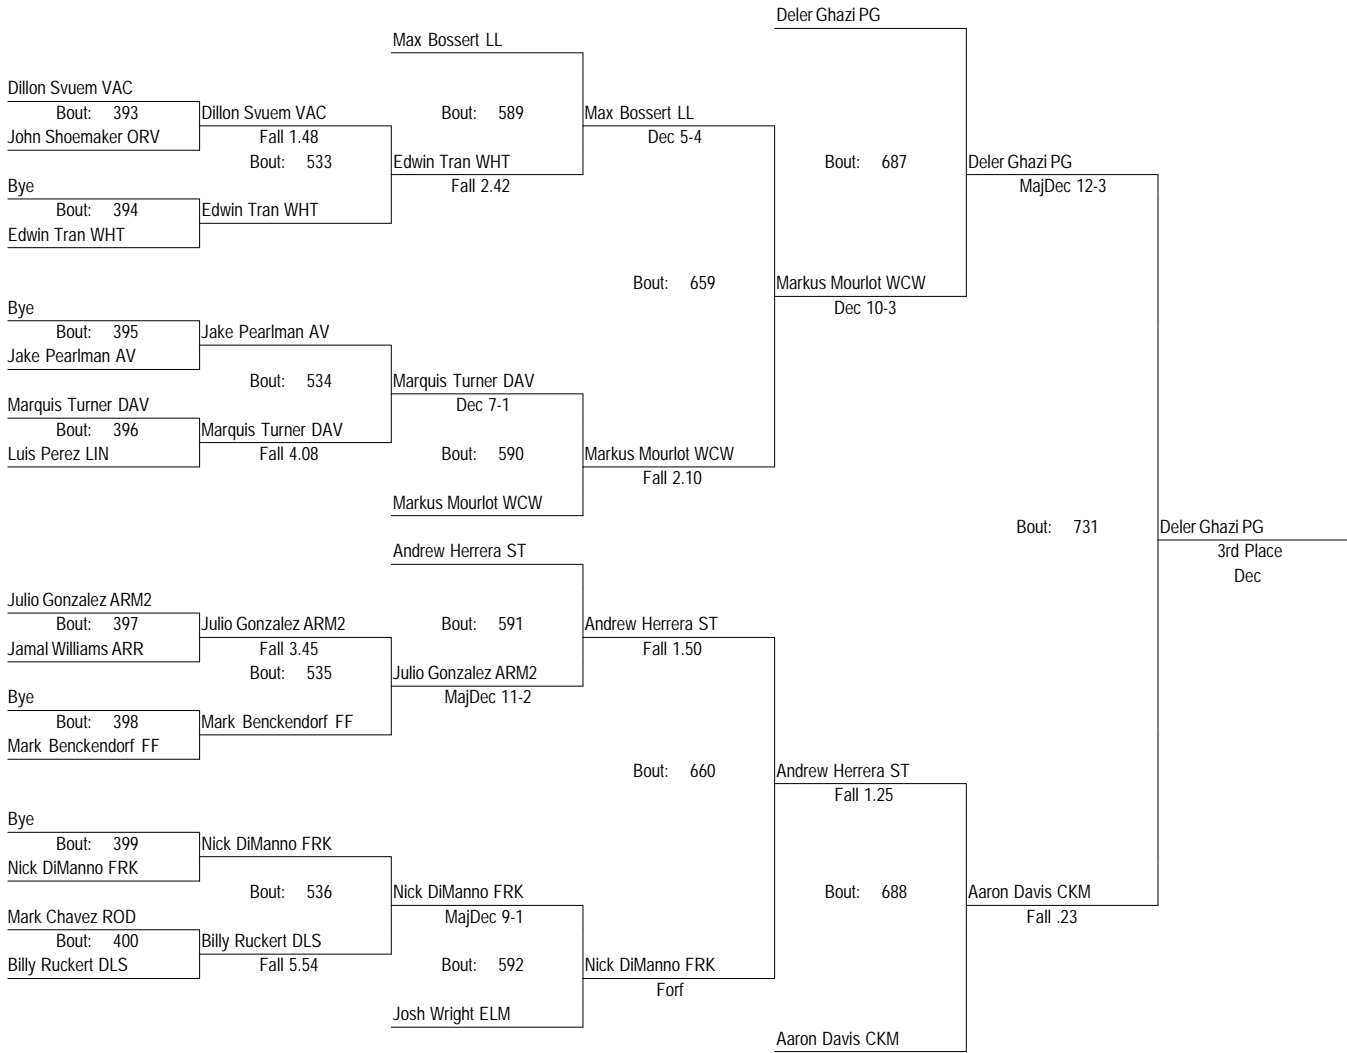 Deler Ghazi PG
Max Bossert LL
Dillon Svuem VAC
Bout: 393
Dillon Svuem VAC
Bout: 589
Max Bossert LL
John Shoemaker ORV
Fall 1.48
Dec 5-4
Bout: 533
Edwin Tran WHT
Bout: 687
Deler Ghazi PG
Bye
Fall 2.42
MajDec 12-3
Bout: 394
Edwin Tran WHT
Edwin Tran WHT
Bout: 659
Markus Mourlot WCW
Bye
Dec 10-3
Bout: 395
Jake Pearlman AV
Jake Pearlman AV
Bout: 534
Marquis Turner DAV
Marquis Turner DAV
Dec 7-1
Bout: 396
Marquis Turner DAV
Luis Perez LIN
Fall 4.08
Bout: 590
Markus Mourlot WCW
Fall 2.10
Markus Mourlot WCW
Bout: 731
Deler Ghazi PG
Andrew Herrera ST
3rd Place
Dec
Julio Gonzalez ARM2
Bout: 397
Julio Gonzalez ARM2
Bout: 591
Andrew Herrera ST
Jamal Williams ARR
Fall 3.45
Fall 1.50
Bout: 535
Julio Gonzalez ARM2
Bye
MajDec 11-2
Bout: 398
Mark Benckendorf FF
Mark Benckendorf FF
Bout: 660
Andrew Herrera ST
Fall 1.25
Bye
Bout: 399
Nick DiManno FRK
Nick DiManno FRK
Bout: 536
Nick DiManno FRK
Bout: 688
Aaron Davis CKM
Mark Chavez ROD
MajDec 9-1
Fall .23
Bout: 400
Billy Ruckert DLS
Billy Ruckert DLS
Fall 5.54
Bout: 592
Nick DiManno FRK
Forf
Josh Wright ELM
Aaron Davis CKM